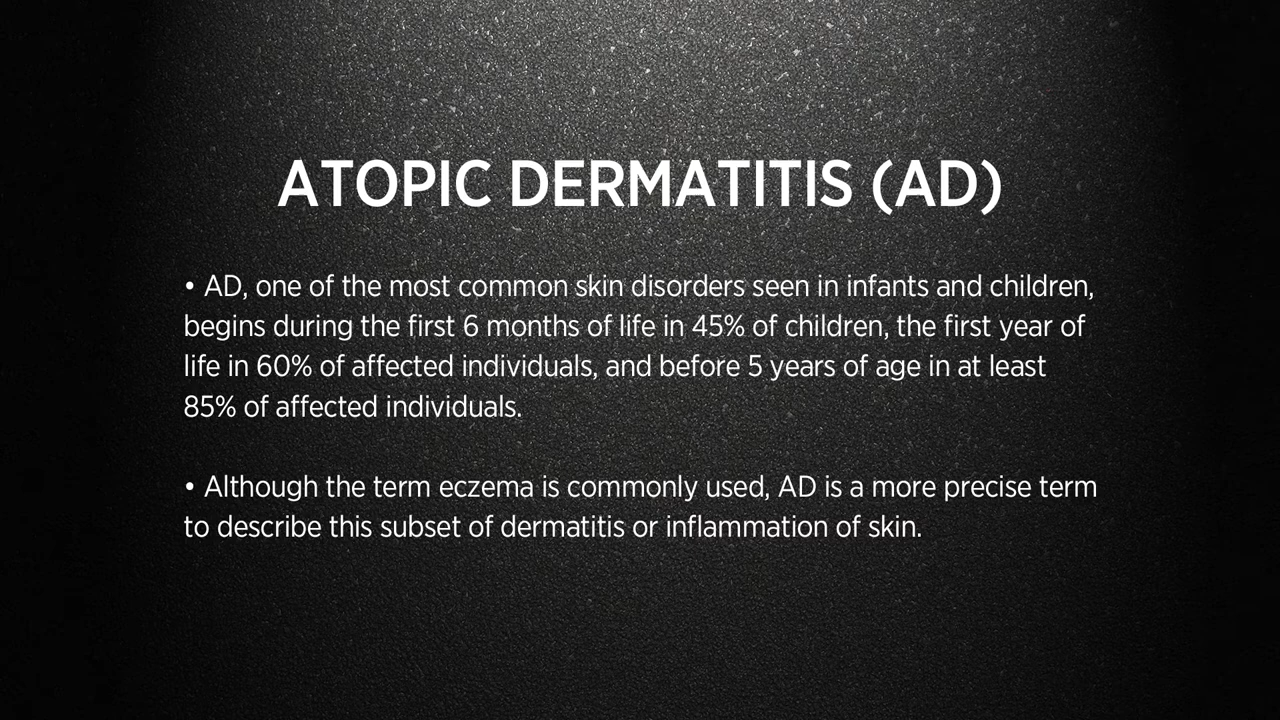 ATOPIC DERMATITIS (AD)
• AD, one of the most common skin disorders seen in infants and children,
begins during the first 6 months of life in 45% of children, the first year of
life in 60% of affected individuals, and before 5 years of age in at least
85% of affected individuals.
• Although the term eczema is commonly used, AD is a more precise term
to describe this subset of dermatitis or inflammation of skin.